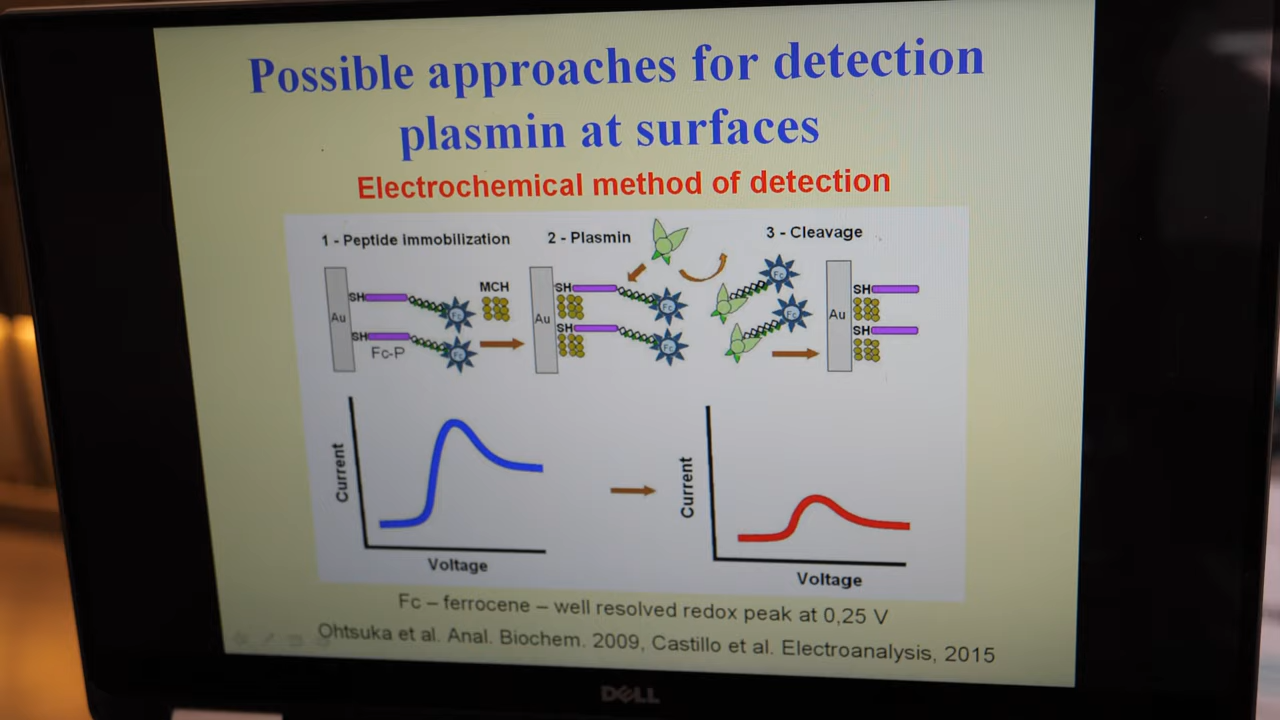 Possible approaches for detection
plasmin at surfaces
Electrochemical method of detection
1 - Peptide immobilization
2 - Plasmin
3 - Cleavage
SH
Au
SH
Fc-P
Fc
Fc
MCH
SH
Au
SH
Fc
Fc
Fc
Fc
SH
Au
SH
Current
Voltage
Current
Voltage
Fc – ferrocene – well resolved redox peak at 0,25 V
Ohtsuka et al. Anal. Biochem. 2009, Castillo et al. Electroanalysis, 2015
DELL